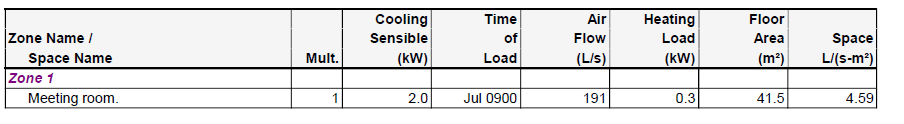 Cooling Time Air Heating Floor
Zone Name / Sensible of Flow Load Area Space
Space Name Mult. (kW) Load (L/s) (kW) (m²) L/(s-m²)
Zone 1
Meeting room. 1 2.0 Jul 0900 191 0.3 41.5 4.59